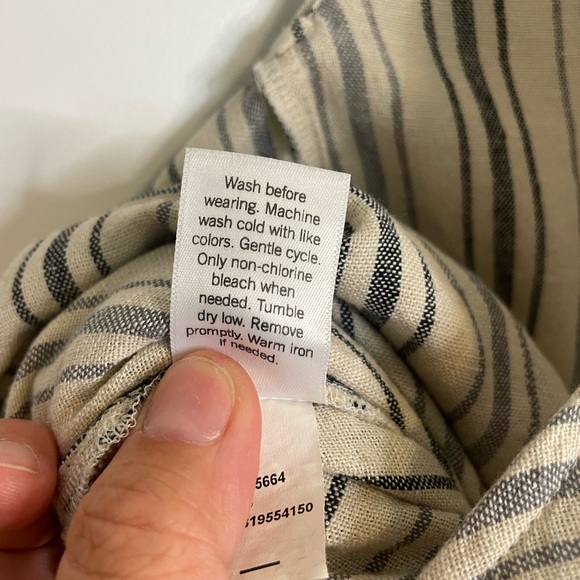 Wash before
wearing. Machine
wash cold with like
colors. Gentle cycle.
Only non-chlorine
bleach when
needed. Tumble
dry low. Remove
promptly. Warm iron
if needed.
5664
19554150